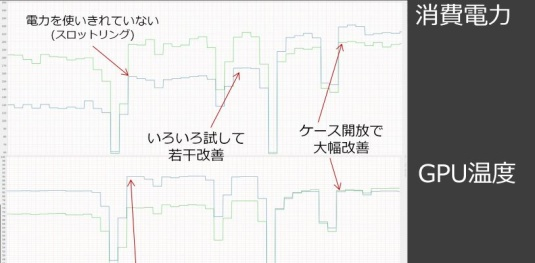 消費電力
電力を使いきれていない
(スロットリング)
いろいろ試して
若干改善
ケース開放で
大幅改善
GPU温度